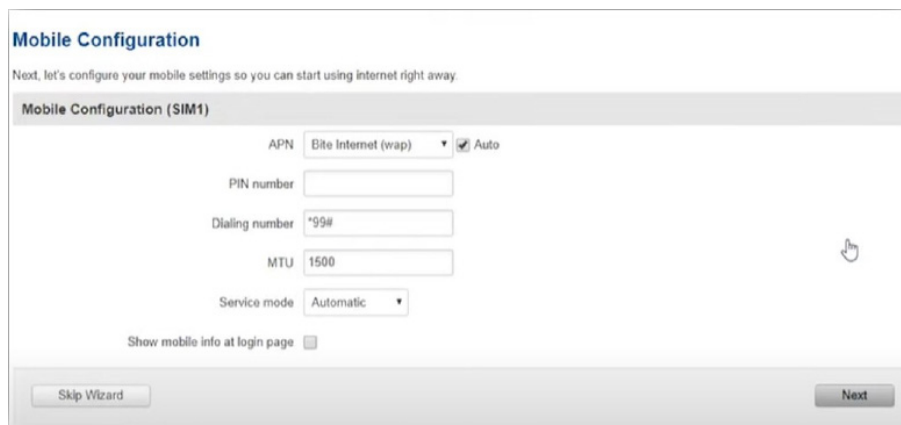 Mobile Configuration
Next, let's configure your mobile settings so you can start using internet right away.
Mobile Configuration (SIM1)
APN Bite Internet (wap) Auto
PIN number
Dialing number *99#
MTU 1500
Service mode Automatic
Show mobile info at login page
Skip Wizard Next